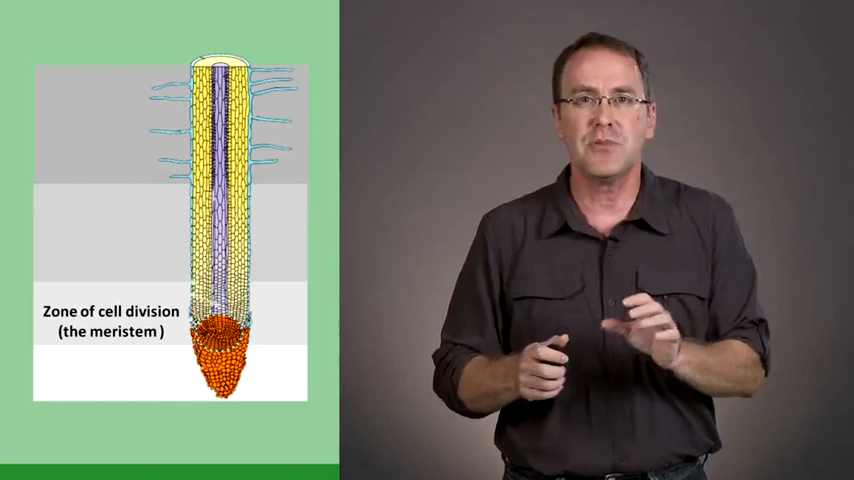 Zone of cell division
(the meristem )